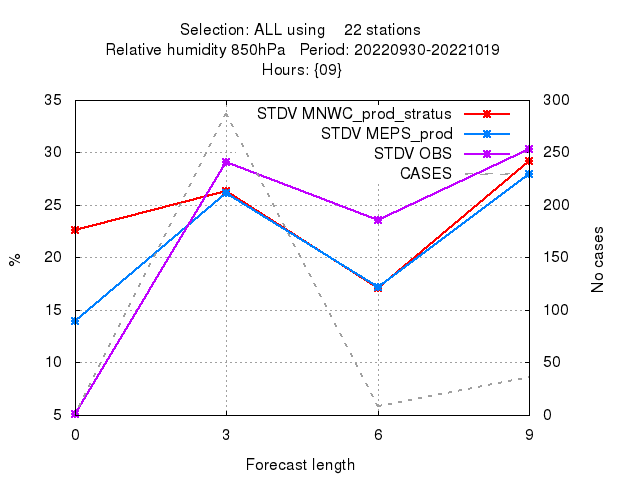 Selection: ALL using 22 stations
Relative humidity 850hPa Period: 20220930-20221019
Hours: {09}
35
30
25
20
15
10
5
%
STDV MNWC_prod_stratus
STDV MEPS_prod
STDV OBS
CASES
300
250
200
150
100
50
0
No cases
0 3 6 9
Forecast length